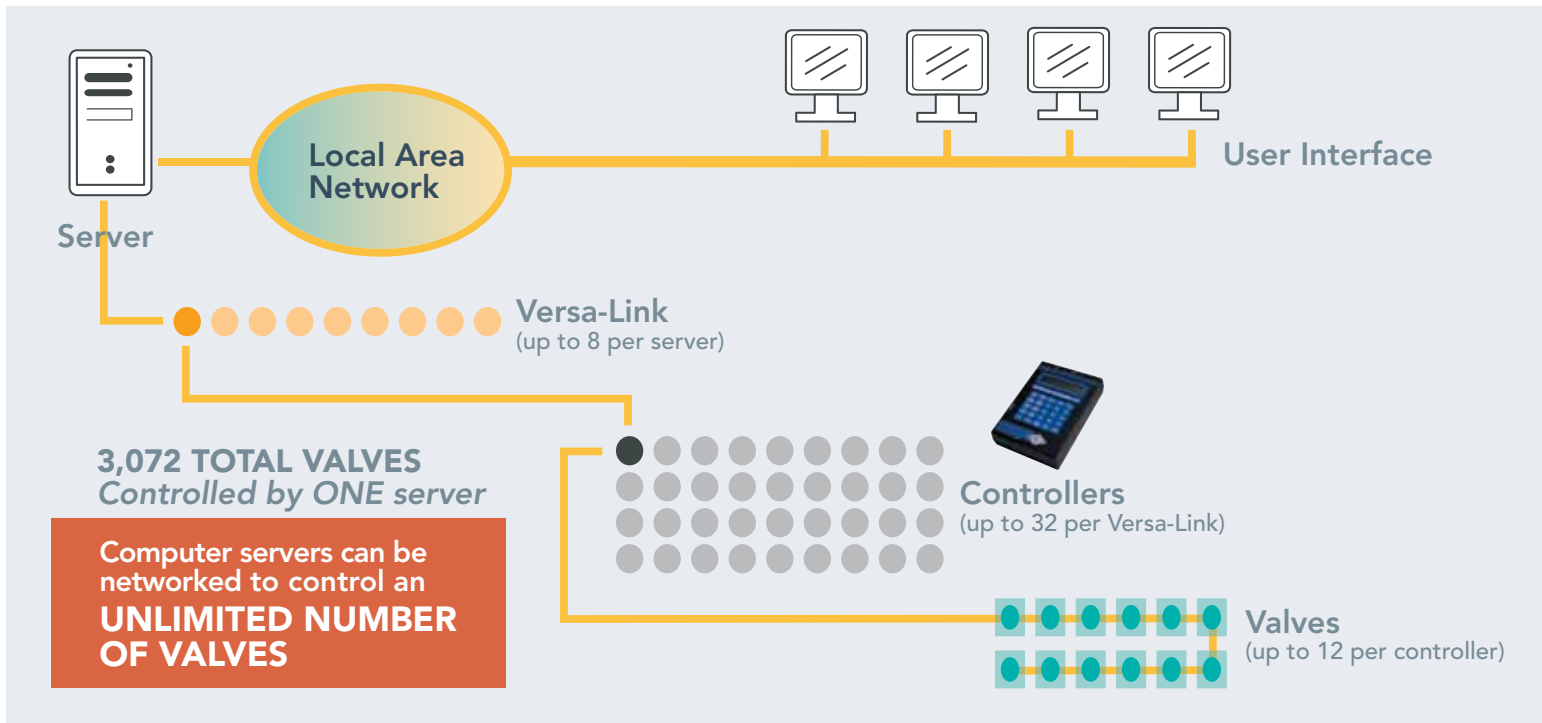 Local Area
Network
User Interface
Server
Versa-Link
(up to 8 per server)
3,072 TOTAL VALVES
Controlled by ONE server
Controllers
(up to 32 per Versa-Link)
Computer servers can be
networked to control an
UNLIMITED NUMBER
OF VALVES
Valves
(up to 12 per controller)